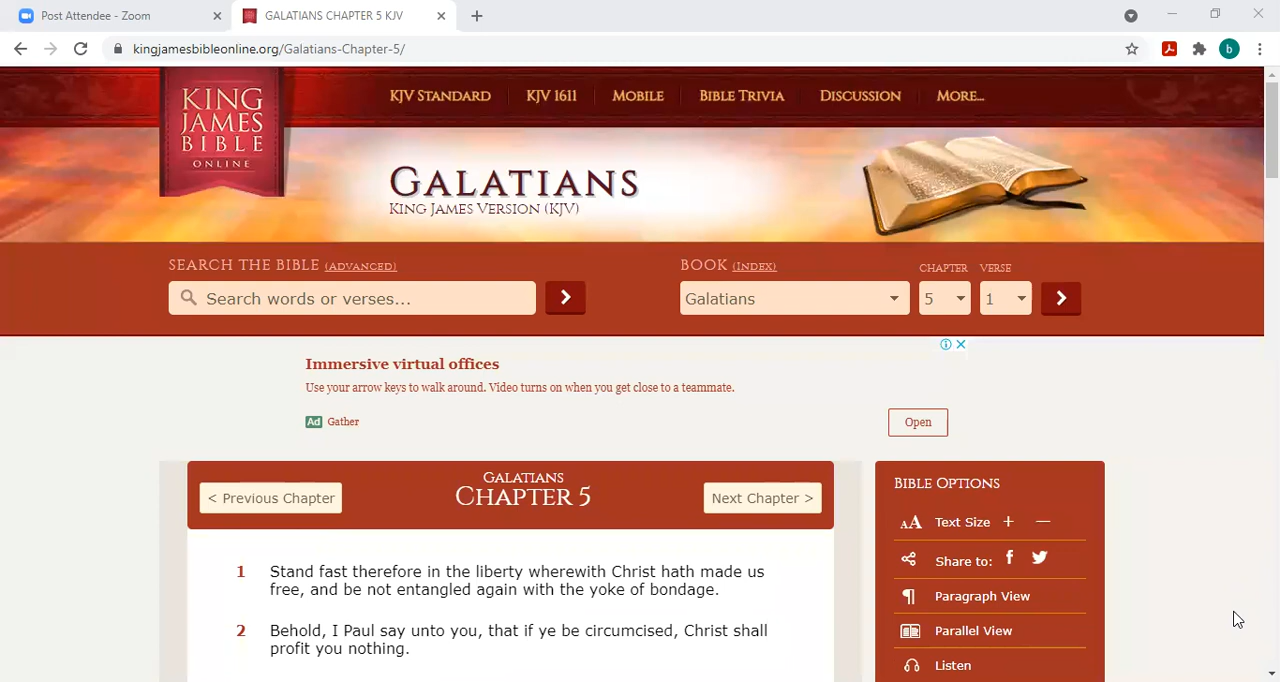 Post Attendee - Zoom
GALATIANS CHAPTER 5 KJV
kingjamesbibleonline.org/Galatians-Chapter-5/
b
KING
JAMES
BIBLE
ONLINE
KJV STANDARD
KJV 1611
MOBILE
BIBLE TRIVIA
DISCUSSION
MORE...
GALATIANS
KING JAMES VERSION (KJV)
SEARCH THE BIBLE (ADVANCED)
Search words or verses...
BOOK (INDEX)
CHAPTER
VERSE
Galatians
5
1
Immersive virtual offices
Use your arrow keys to walk around. Video turns on when you get close to a teammate.
Ad Gather
Open
< Previous Chapter
GALATIANS
CHAPTER 5
Next Chapter >
1 Stand fast therefore in the liberty wherewith Christ hath made us
free, and be not entangled again with the yoke of bondage.
2 Behold, I Paul say unto you, that if ye be circumcised, Christ shall
profit you nothing.
BIBLE OPTIONS
AA Text Size + —
Share to:
Paragraph View
Parallel View
Listen